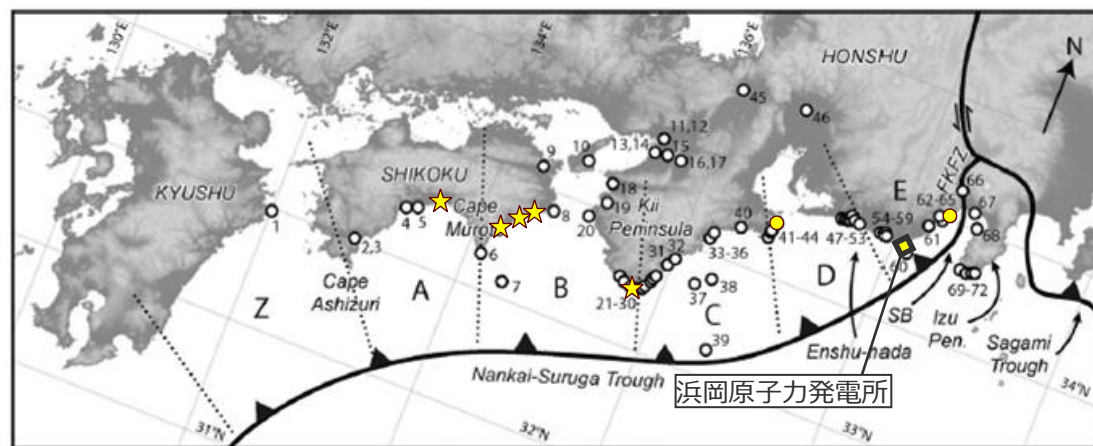 130°E
132°E
134°E
136°E
HONSHU
N
45
46
11,12
13,14
15
16,17
9
10
SHIKOKU
KYUSHU
18
19
Kii
Peninsula
FKFZ
66
E
62-65
67
68
1
4
5
Cape
Muroto
8
20
40
41-44
47-53
54-59
61
60
2,3
6
7
31
32
33-36
Cape
Ashizuri
A
B
21-30
37
38
C
D
SB
Izu
Pen.
69-72
Z
39
Enshu-nada
Sagami
Trough
Nankai-Suruga Trough
浜岡原子力発電所
31°N
32°N
33°N
34°N